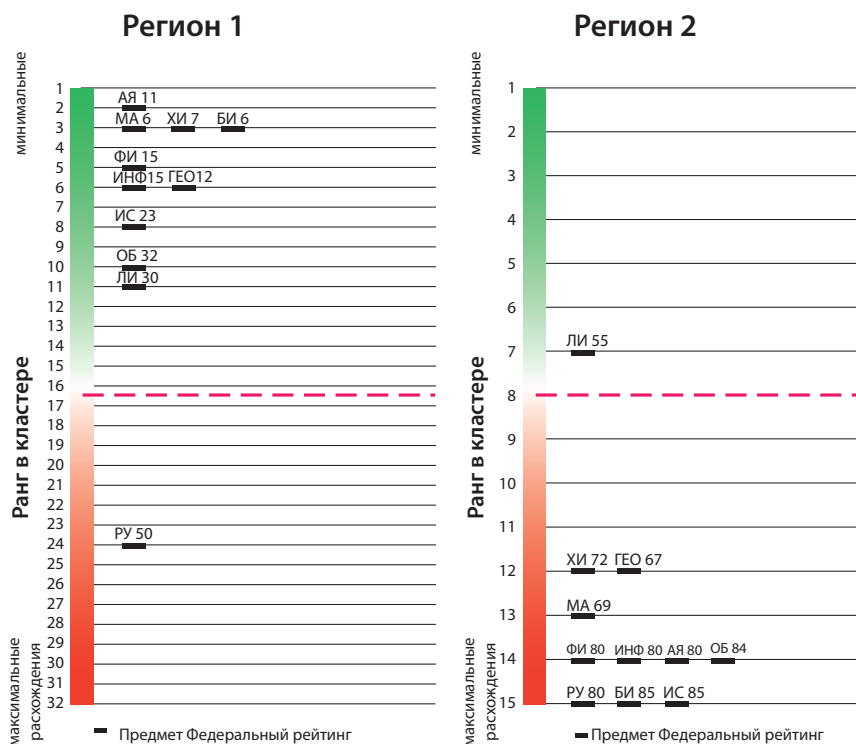 Регион 1
минимальные
Ранг в кластере
максимальные
расхождения
1
2
3
4
5
6
7
8
9
10
11
12
13
14
15
16
17
18
19
20
21
22
23
24
25
26
27
28
29
30
31
32
АЯ 11
МА 6 ХИ 7 БИ 6
ФИ 15
ИНФ15 ГЕО12
ИС 23
ОБ 32
ЛИ 30
РУ 50
Предмет Федеральный рейтинг
Регион 2
минимальные
Ранг в кластере
максимальные
расхождения
1
2
3
4
5
6
7
8
9
10
11
12
13
14
15
ЛИ 55
ХИ 72 ГЕО 67
МА 69
ФИ 80 ИНФ 80 АЯ 80 ОБ 84
РУ 80 БИ 85 ИС 85
Предмет Федеральный рейтинг